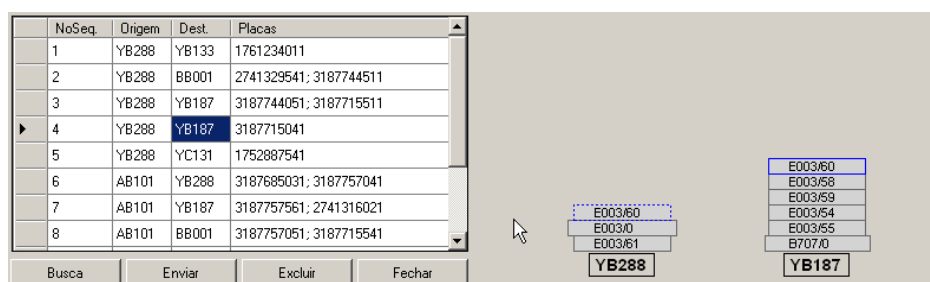 NoSeq. Origem Dest. Placas
1 YB288 YB133 1761234011
2 YB288 BB001 2741329541; 3187744511
3 YB288 YB187 3187744051; 3187715511
4 YB288 YB187 3187715041
5 YB288 YC131 1752887541
6 AB101 YB288 3187685031; 3187757041
7 AB101 YB187 3187757561; 2741316021
8 AB101 BB001 3187757051; 3187715541
Busca Enviar Excluir Fechar
E003/60
E003/0
E003/61
YB288
E003/60
E003/58
E003/59
E003/54
E003/55
B707/0
YB187